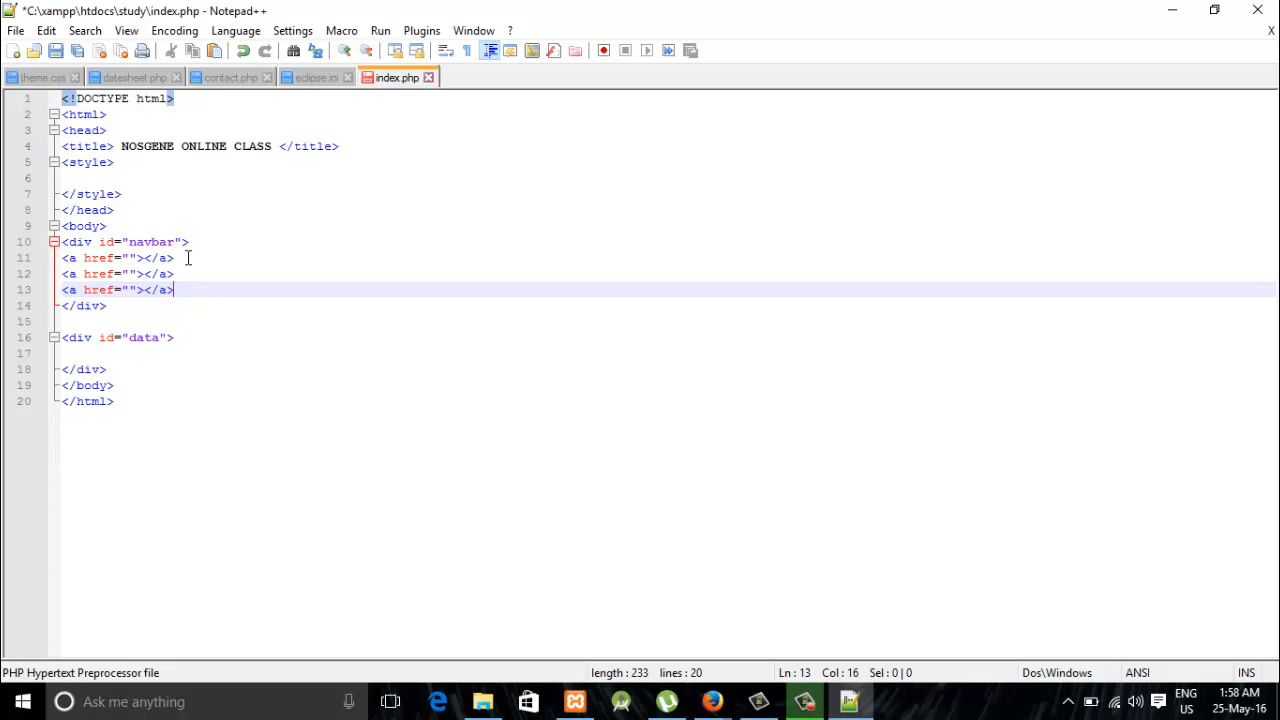 *C:\xampp\htdocs\study\index.php - Notepad++
File Edit Search View Encoding Language Settings Macro Run Plugins Window ? X
theme.css datesheet.php contact.php eclipse.ini index.php
1 <!DOCTYPE html>
2 <html>
3 <head>
4 <title> NOSGENE ONLINE CLASS </title>
5 <style>
6
7 </style>
8 </head>
9 <body>
10 <div id="navbar">
11 <a href=""></a>
12 <a href=""></a>
13 <a href=""></a>
14 </div>
15
16 <div id="data">
17
18 </div>
19 </body>
20 </html>
PHP Hypertext Preprocessor file length : 233 lines : 20 Ln : 13 Col : 16 Sel : 0 | 0 Dos\Windows ANSI INS
Ask me anything ENG 1:58 AM
US 25-May-16